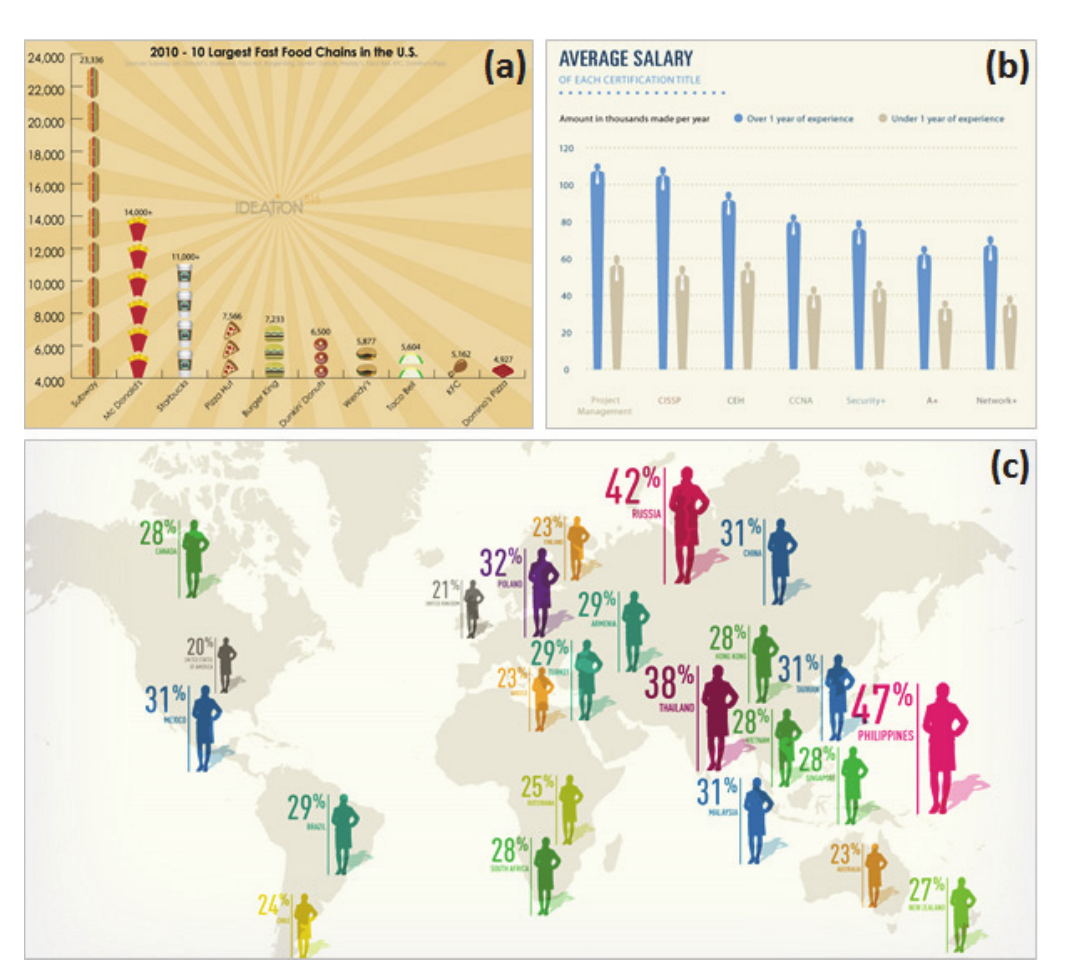 2010 - 10 Largest Fast Food Chains in the U.S.
(a)
24,000
22,000
20,000
18,000
16,000
14,000
12,000
10,000
8,000
6,000
4,000
23,336
14,000+
11,000+
7,566
7,233
6,500
5,877
5,604
5,162
4,927
IDEATION
Subway
Mc Donald's
Starbucks
Pizza Hut
Burger King
Dunkin' Donuts
Wendy's
Taco Bell
KFC
Domino's Pizza
AVERAGE SALARY
(b)
OF EACH CERTIFICATION TITLE
Amount in thousands made per year
Over 1 year of experience
Under 1 year of experience
120
100
80
60
40
20
0
Project
Management
CISSP
CEH
CCNA
Security+
A+
Network+
(c)
42%
RUSSIA
28%
CANADA
23%
FINLAND
31%
CHINA
32%
POLAND
21%
UNITED KINGDOM
29%
ARMENIA
20%
UNITED STATES
OF AMERICA
28%
HONG KONG
29%
TURKEY
31%
TAIWAN
23%
38%
THAILAND
31%
MEXICO
47%
PHILIPPINES
28%
VIETNAM
28%
SINGAPORE
25%
BOTSWANA
31%
MALAYSIA
29%
BRAZIL
28%
SOUTH AFRICA
23%
AUSTRALIA
27%
NEW ZEALAND
24%
CHILE